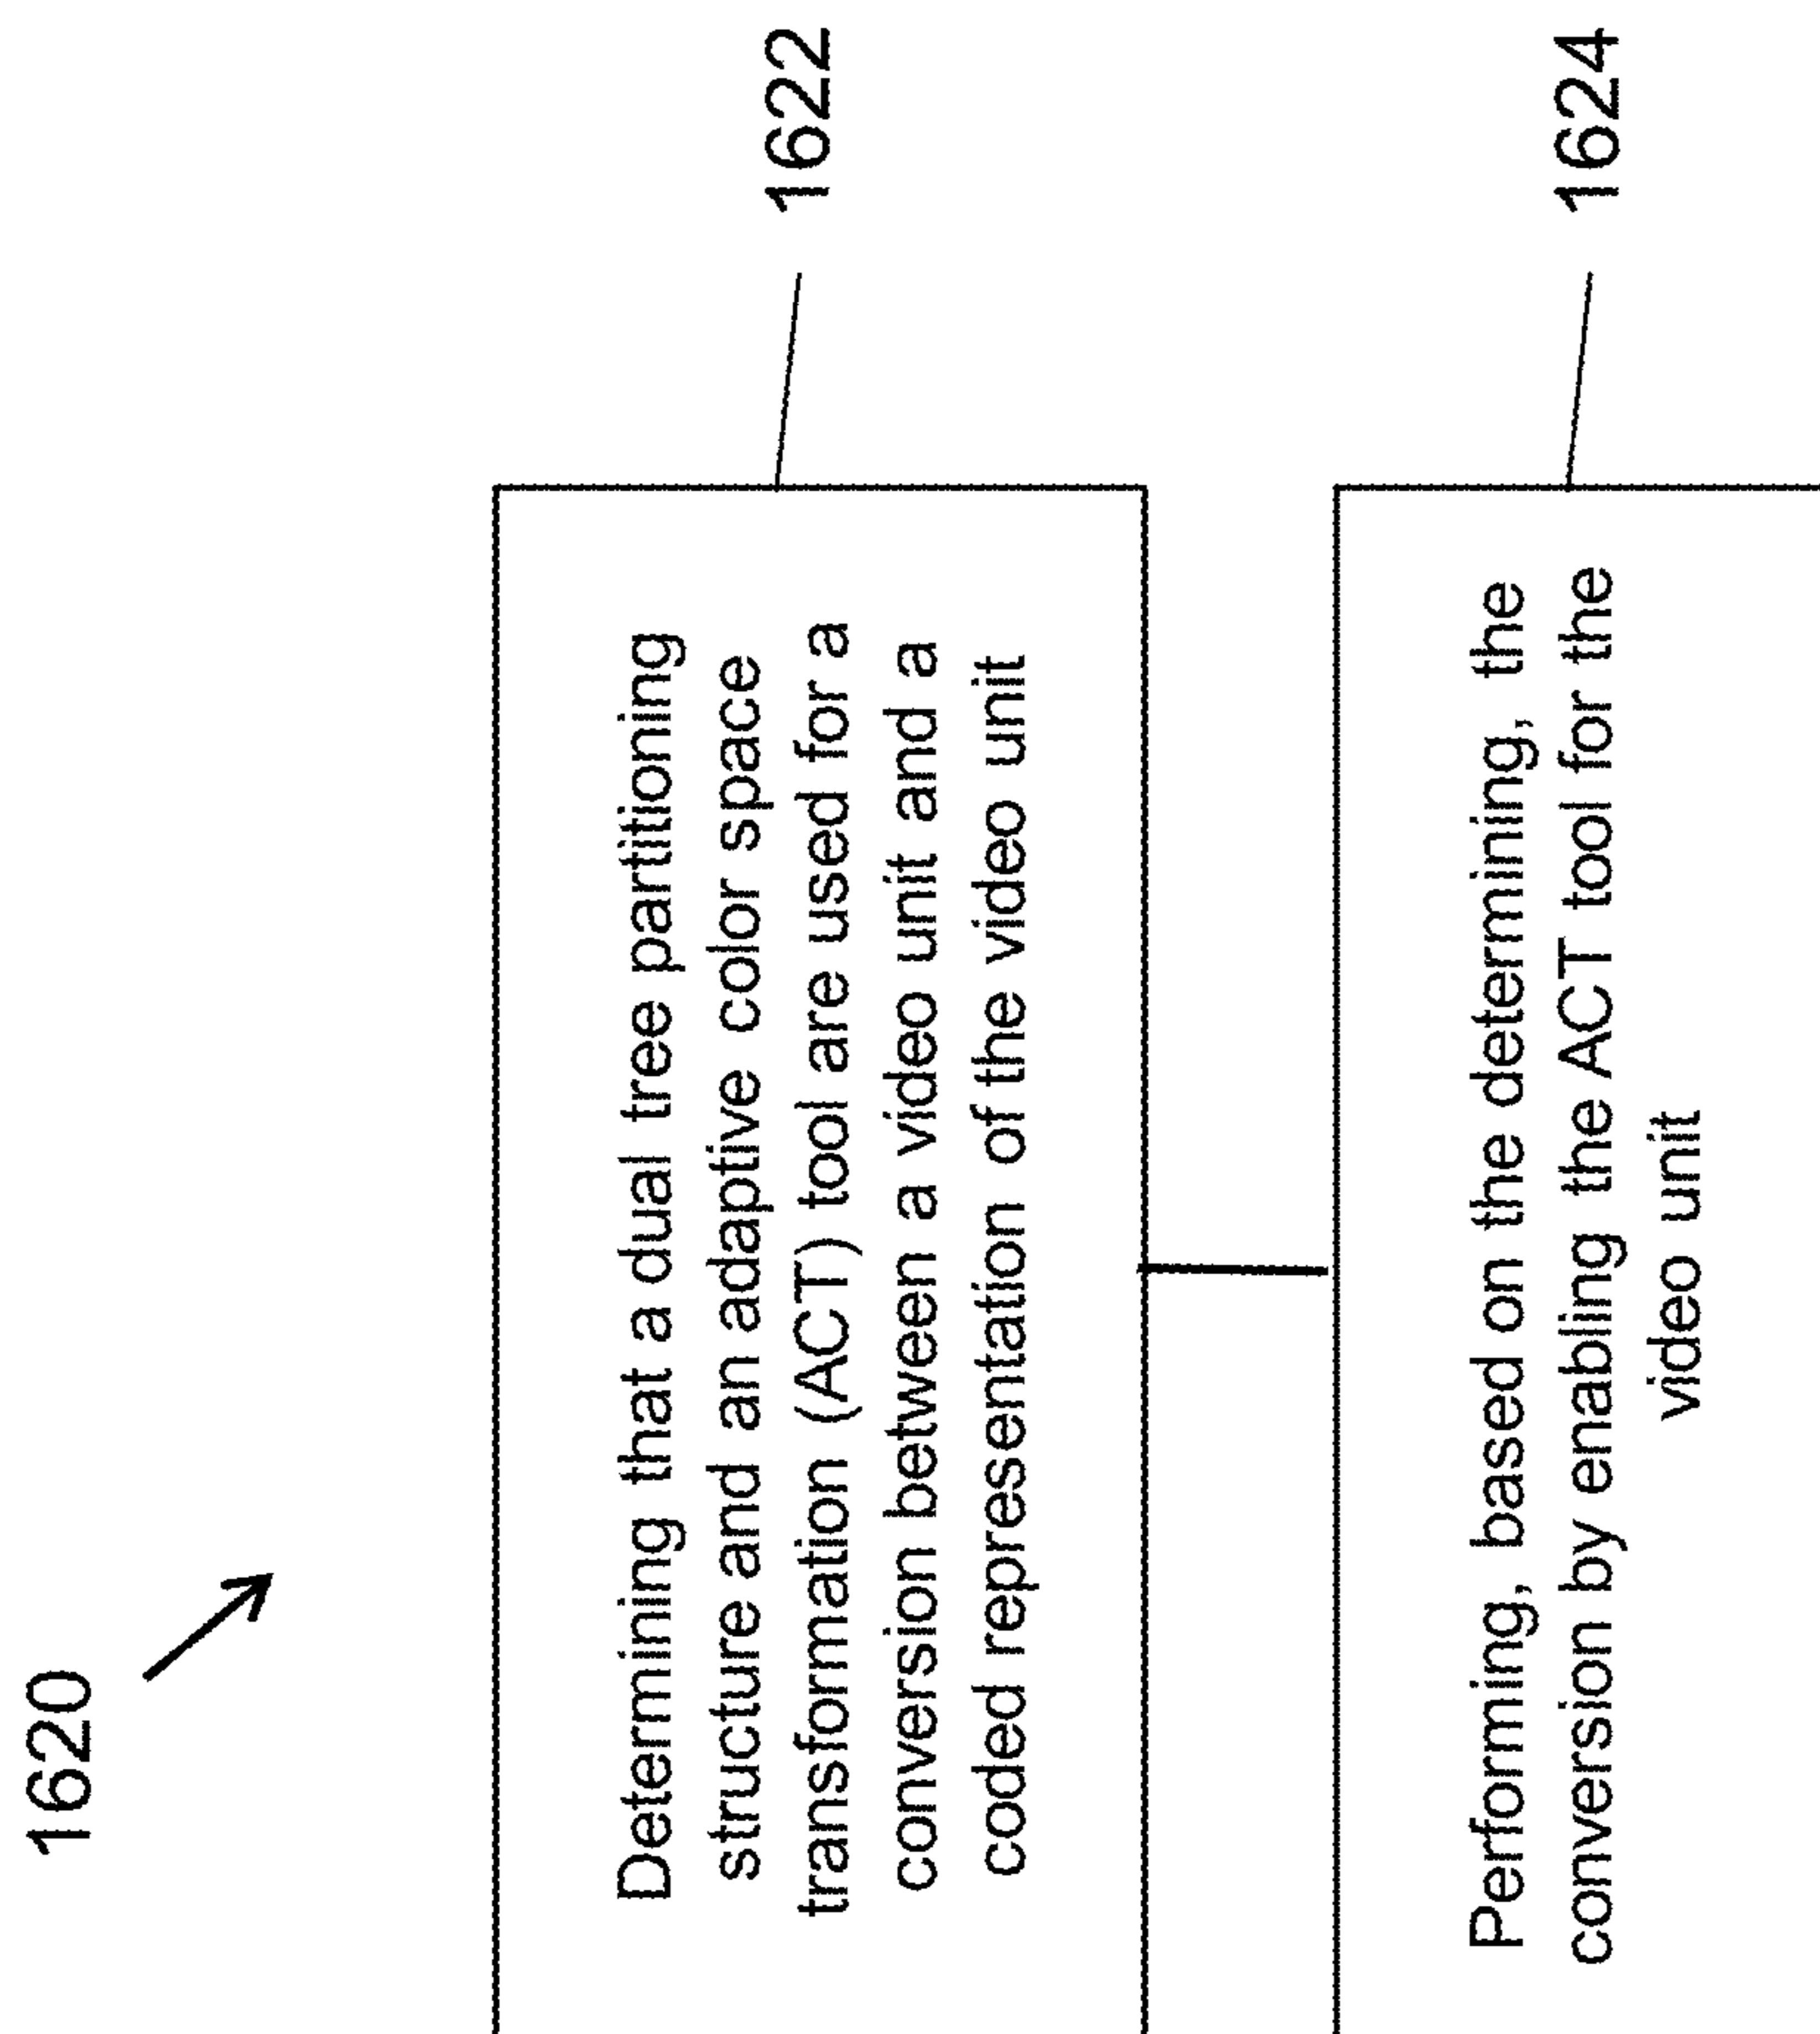 1620
Determining that a dual tree partitioning
structure and an adaptive color space
transformation (ACT) tool are used for a
conversion between a video unit and a
coded representation of the video unit
1622
Performing, based on the determining, the
conversion by enabling the ACT tool for the
video unit
1624